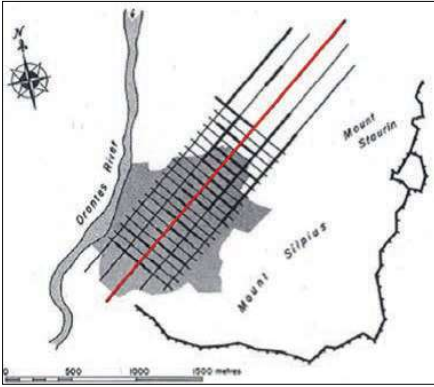 N
Orontes River
Mount
Staurin
Mount Silpius
0 500 1000 1500 metres